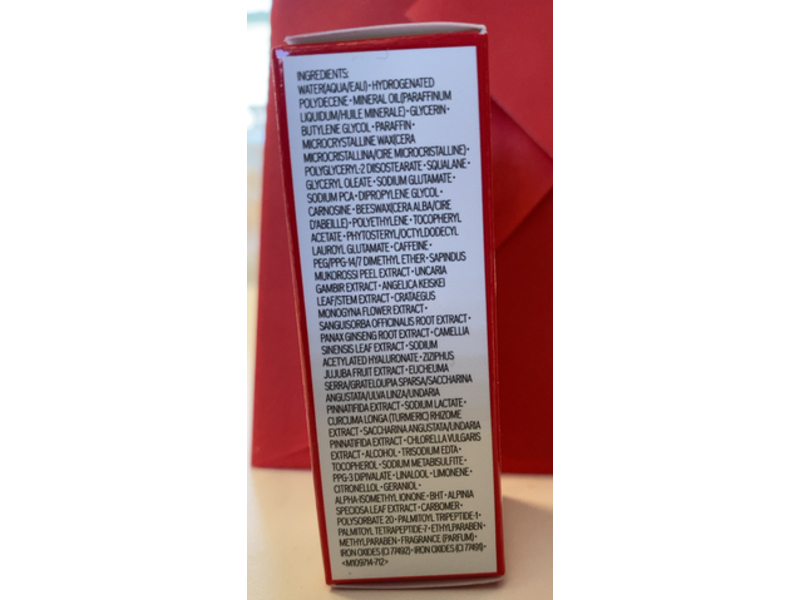 INGREDIENTS:
WATER(AQUA/EAU)•HYDROGENATED
POLYDECENE•MINERAL OIL(PARAFFINUM
LIQUIDUM/HUILE MINERALE)•GLYCERIN•
BUTYLENE GLYCOL•PARAFFIN•
MICROCRYSTALLINE WAX(CERA
MICROCRISTALLINA/CIRE MICROCRISTALLINE)•
POLYGLYCERYL-2 DIISOSTEARATE•SQUALANE•
GLYCERYL OLEATE•SODIUM GLUTAMATE•
SODIUM PCA•DIPROPYLENE GLYCOL•
CARNOSINE•BEESWAX(CERA ALBA/CIRE
D'ABEILLE)•POLYETHYLENE•TOCOPHERYL
ACETATE•PHYTOSTERYL/OCTYLDODECYL
LAUROYL GLUTAMATE•CAFFEINE•
PEG/PPG-14/7 DIMETHYL ETHER•SAPINDUS
MUKOROSSI PEEL EXTRACT•UNCARIA
GAMBIR EXTRACT•ANGELICA KEISKEI
LEAF/STEM EXTRACT•CRATAEGUS
MONOGYNA FLOWER EXTRACT•
SANGUISORBA OFFICINALIS ROOT EXTRACT•
PANAX GINSENG ROOT EXTRACT•CAMELLIA
SINENSIS LEAF EXTRACT•SODIUM
ACETYLATED HYALURONATE•ZIZIPHUS
JUJUBA FRUIT EXTRACT•EUCHEUMA
SERRA/GRATELOUPIA SPARSA/SACCHARINA
ANGUSTATA/ULVA LINZA/UNDARIA
PINNATIFIDA EXTRACT•SODIUM LACTATE•
CURCUMA LONGA (TURMERIC) RHIZOME
EXTRACT•SACCHARINA ANGUSTATA/UNDARIA
PINNATIFIDA EXTRACT•CHLORELLA VULGARIS
EXTRACT•ALCOHOL•TRISODIUM EDTA•
TOCOPHEROL•SODIUM METABISULFITE•
PPG-3 DIPIVALATE•LINALOOL•LIMONENE•
CITRONELLOL•GERANIOL•
ALPHA-ISOMETHYL IONONE•BHT•ALPINIA
SPECIOSA LEAF EXTRACT•CARBOMER•
POLYSORBATE 20•PALMITOYL TRIPEPTIDE-1•
PALMITOYL TETRAPEPTIDE-7•ETHYLPARABEN•
METHYLPARABEN•FRAGRANCE (PARFUM)•
IRON OXIDES (CI 77492)•IRON OXIDES (CI 77491)•
<M109714-712>